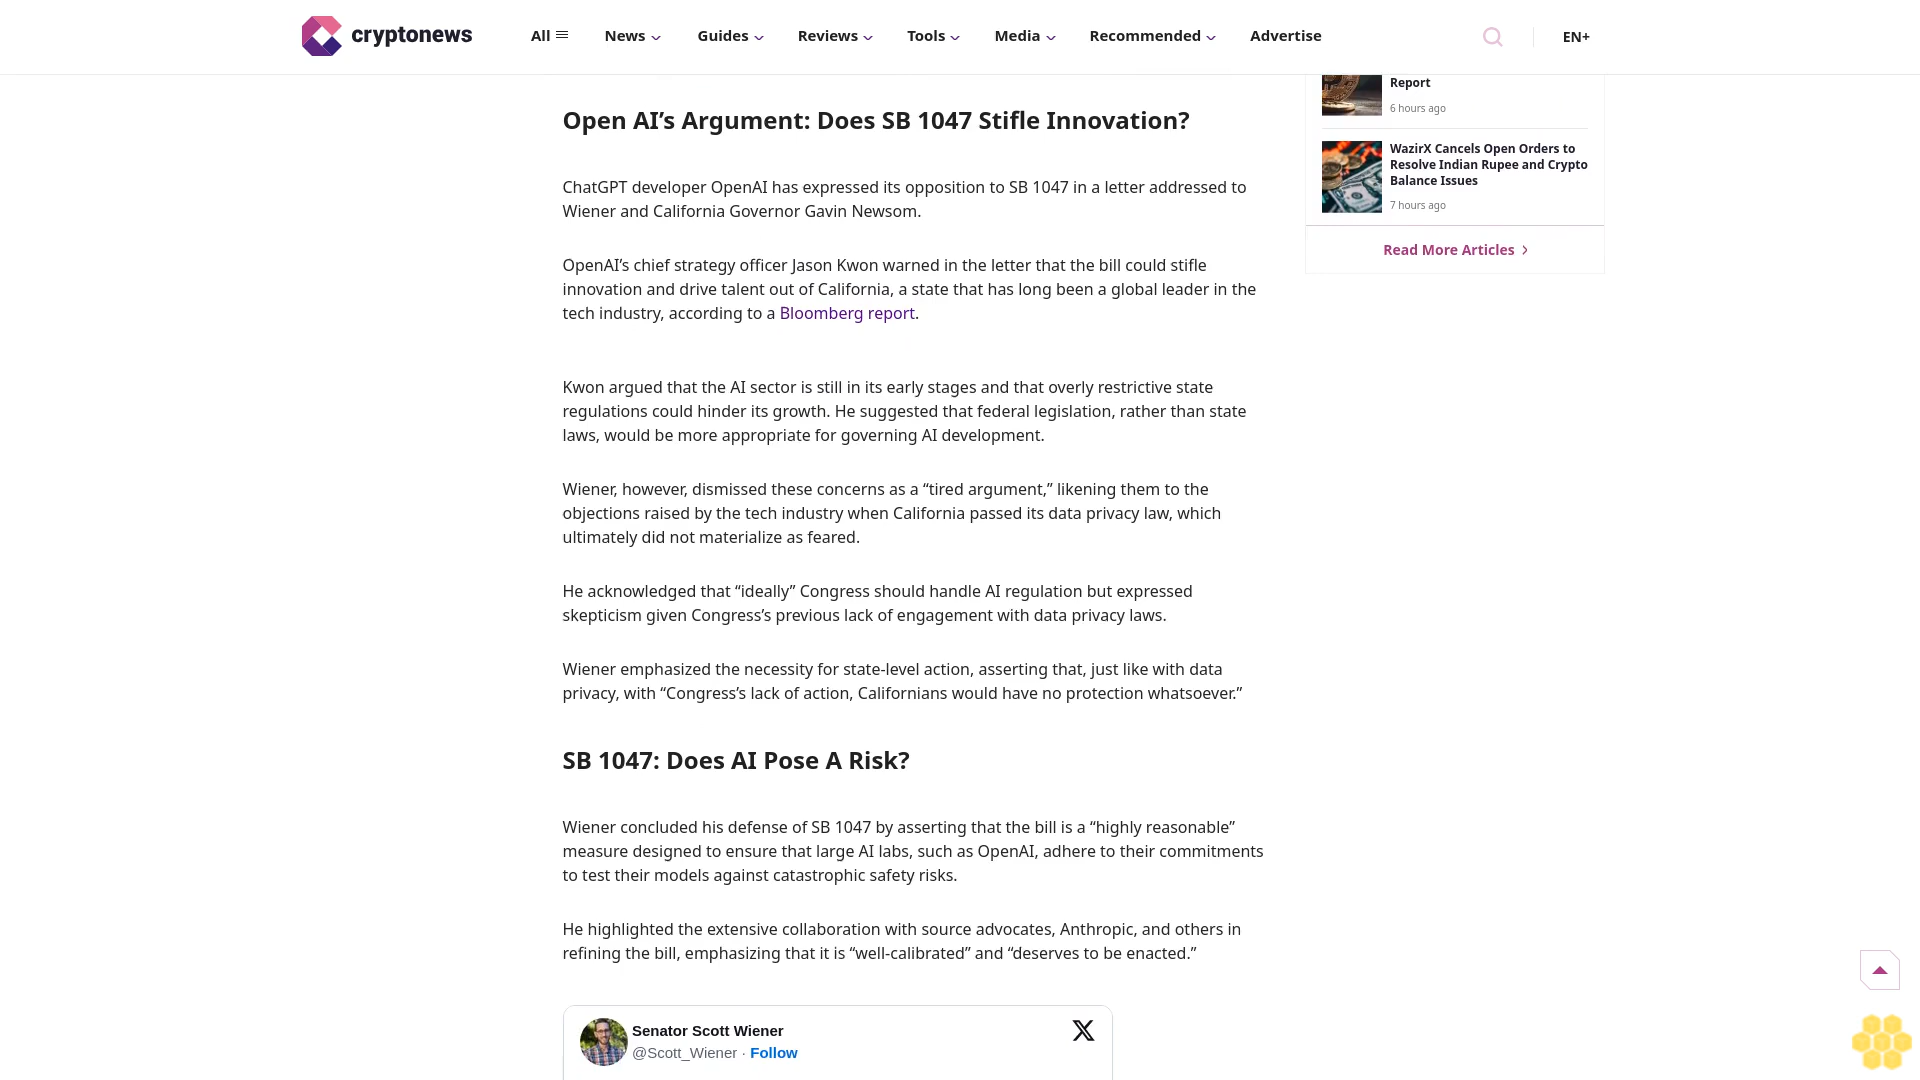 cryptonews
All
News
Guides
Reviews
Tools
Media
Recommended
Advertise
EN+
Open AI’s Argument: Does SB 1047 Stifle Innovation?
ChatGPT developer OpenAI has expressed its opposition to SB 1047 in a letter addressed to
Wiener and California Governor Gavin Newsom.
OpenAI’s chief strategy officer Jason Kwon warned in the letter that the bill could stifle
innovation and drive talent out of California, a state that has long been a global leader in the
tech industry, according to a Bloomberg report.
Kwon argued that the AI sector is still in its early stages and that overly restrictive state
regulations could hinder its growth. He suggested that federal legislation, rather than state
laws, would be more appropriate for governing AI development.
Wiener, however, dismissed these concerns as a “tired argument,” likening them to the
objections raised by the tech industry when California passed its data privacy law, which
ultimately did not materialize as feared.
He acknowledged that “ideally” Congress should handle AI regulation but expressed
skepticism given Congress’s previous lack of engagement with data privacy laws.
Wiener emphasized the necessity for state-level action, asserting that, just like with data
privacy, with “Congress’s lack of action, Californians would have no protection whatsoever.”
SB 1047: Does AI Pose A Risk?
Wiener concluded his defense of SB 1047 by asserting that the bill is a “highly reasonable”
measure designed to ensure that large AI labs, such as OpenAI, adhere to their commitments
to test their models against catastrophic safety risks.
He highlighted the extensive collaboration with source advocates, Anthropic, and others in
refining the bill, emphasizing that it is “well-calibrated” and “deserves to be enacted.”
Senator Scott Wiener
@Scott_Wiener · Follow
Report
6 hours ago
WazirX Cancels Open Orders to
Resolve Indian Rupee and Crypto
Balance Issues
7 hours ago
Read More Articles